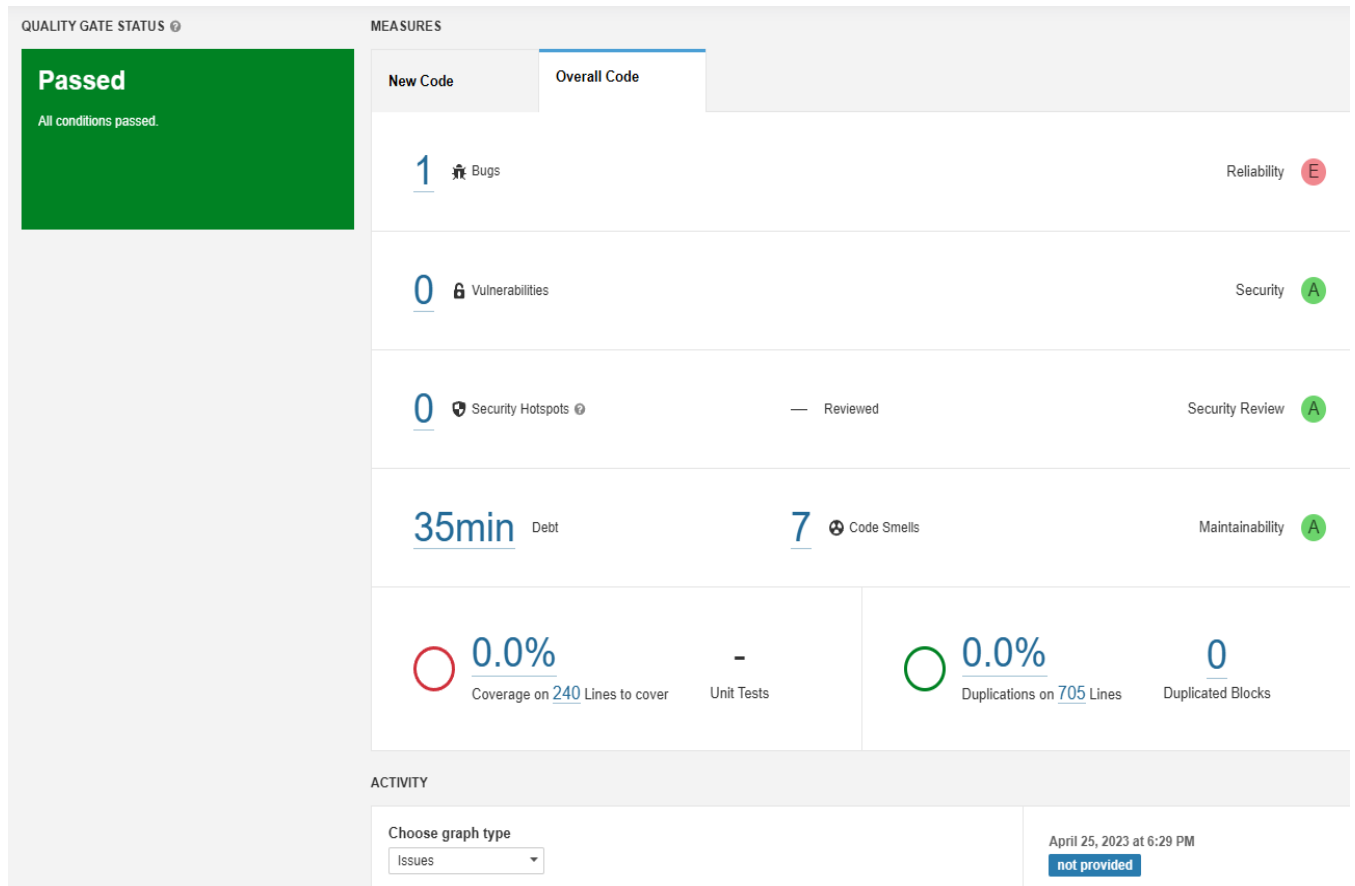 QUALITY GATE STATUS ?
MEASURES
Passed
All conditions passed.
New Code
Overall Code
1 Bugs
Reliability E
0 Vulnerabilities
Security A
0 Security Hotspots ?
— Reviewed
Security Review A
35min Debt
7 Code Smells
Maintainability A
0.0%
Coverage on 240 Lines to cover
-
Unit Tests
0.0%
Duplications on 705 Lines
0
Duplicated Blocks
ACTIVITY
Choose graph type
Issues
April 25, 2023 at 6:29 PM
not provided